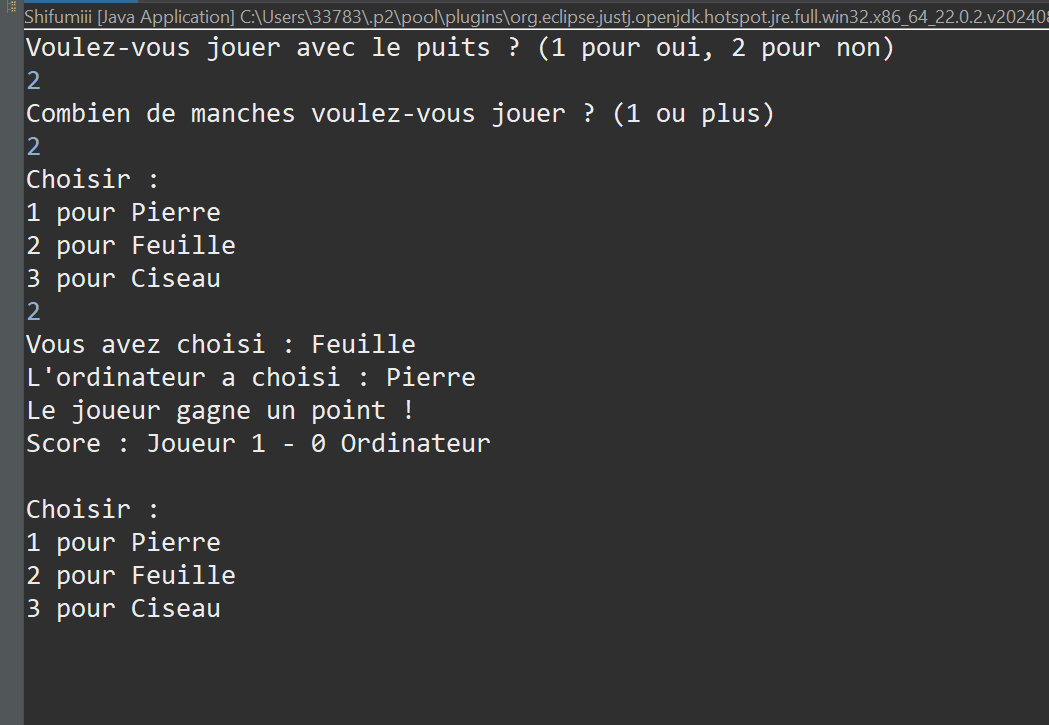 Shifumiii [Java Application] C:\Users\33783\.p2\pool\plugins\org.eclipse.justj.openjdk.hotspot.jre.full.win32.x86_64_22.0.2.v20240
Voulez-vous jouer avec le puits ? (1 pour oui, 2 pour non)
2
Combien de manches voulez-vous jouer ? (1 ou plus)
2
Choisir :
1 pour Pierre
2 pour Feuille
3 pour Ciseau
2
Vous avez choisi : Feuille
L'ordinateur a choisi : Pierre
Le joueur gagne un point !
Score : Joueur 1 - 0 Ordinateur
Choisir :
1 pour Pierre
2 pour Feuille
3 pour Ciseau